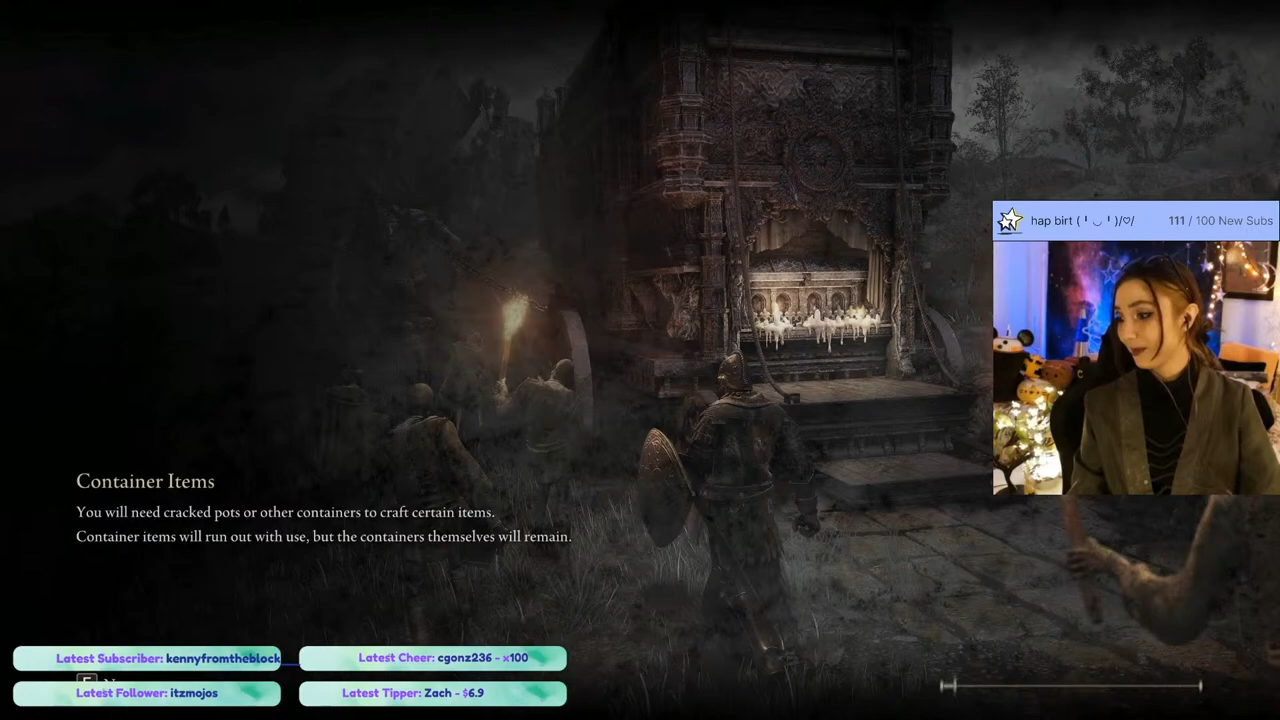 hap birt ( ╹ ◡ ╹ )/♡/ 111 / 100 New Subs
Container Items
You will need cracked pots or other containers to craft certain items.
Container items will run out with use, but the containers themselves will remain.
Latest Subscriber: kennyfromtheblock
Latest Cheer: cgonz236 - x100
Latest Follower: itzmojos
Latest Tipper: Zach - $6.9